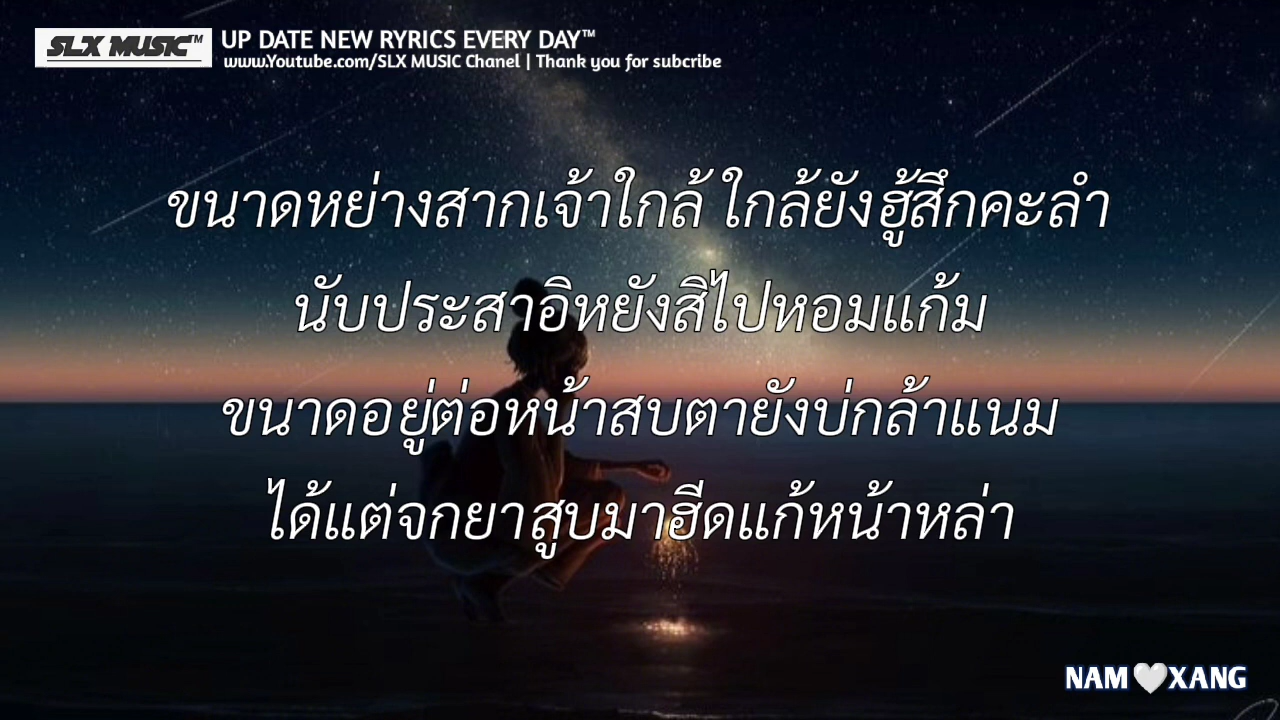 SLX MUSIC™
UP DATE NEW RYRICS EVERY DAY™
www.Youtube.com/SLX MUSIC Chanel | Thank you for subcribe
ขนาดหย่างสากเจ้าใกล้ ใกล้ยังฮู้สึกคะลำ
นับประสาอิหยังสิไปหอมแก้ม
ขนาดอยู่ต่อหน้าสบตายังบ่กล้าแนม
ได้แต่จกยาสูบมาฮีดแก้หน้าหล่า
NAM🤍XANG